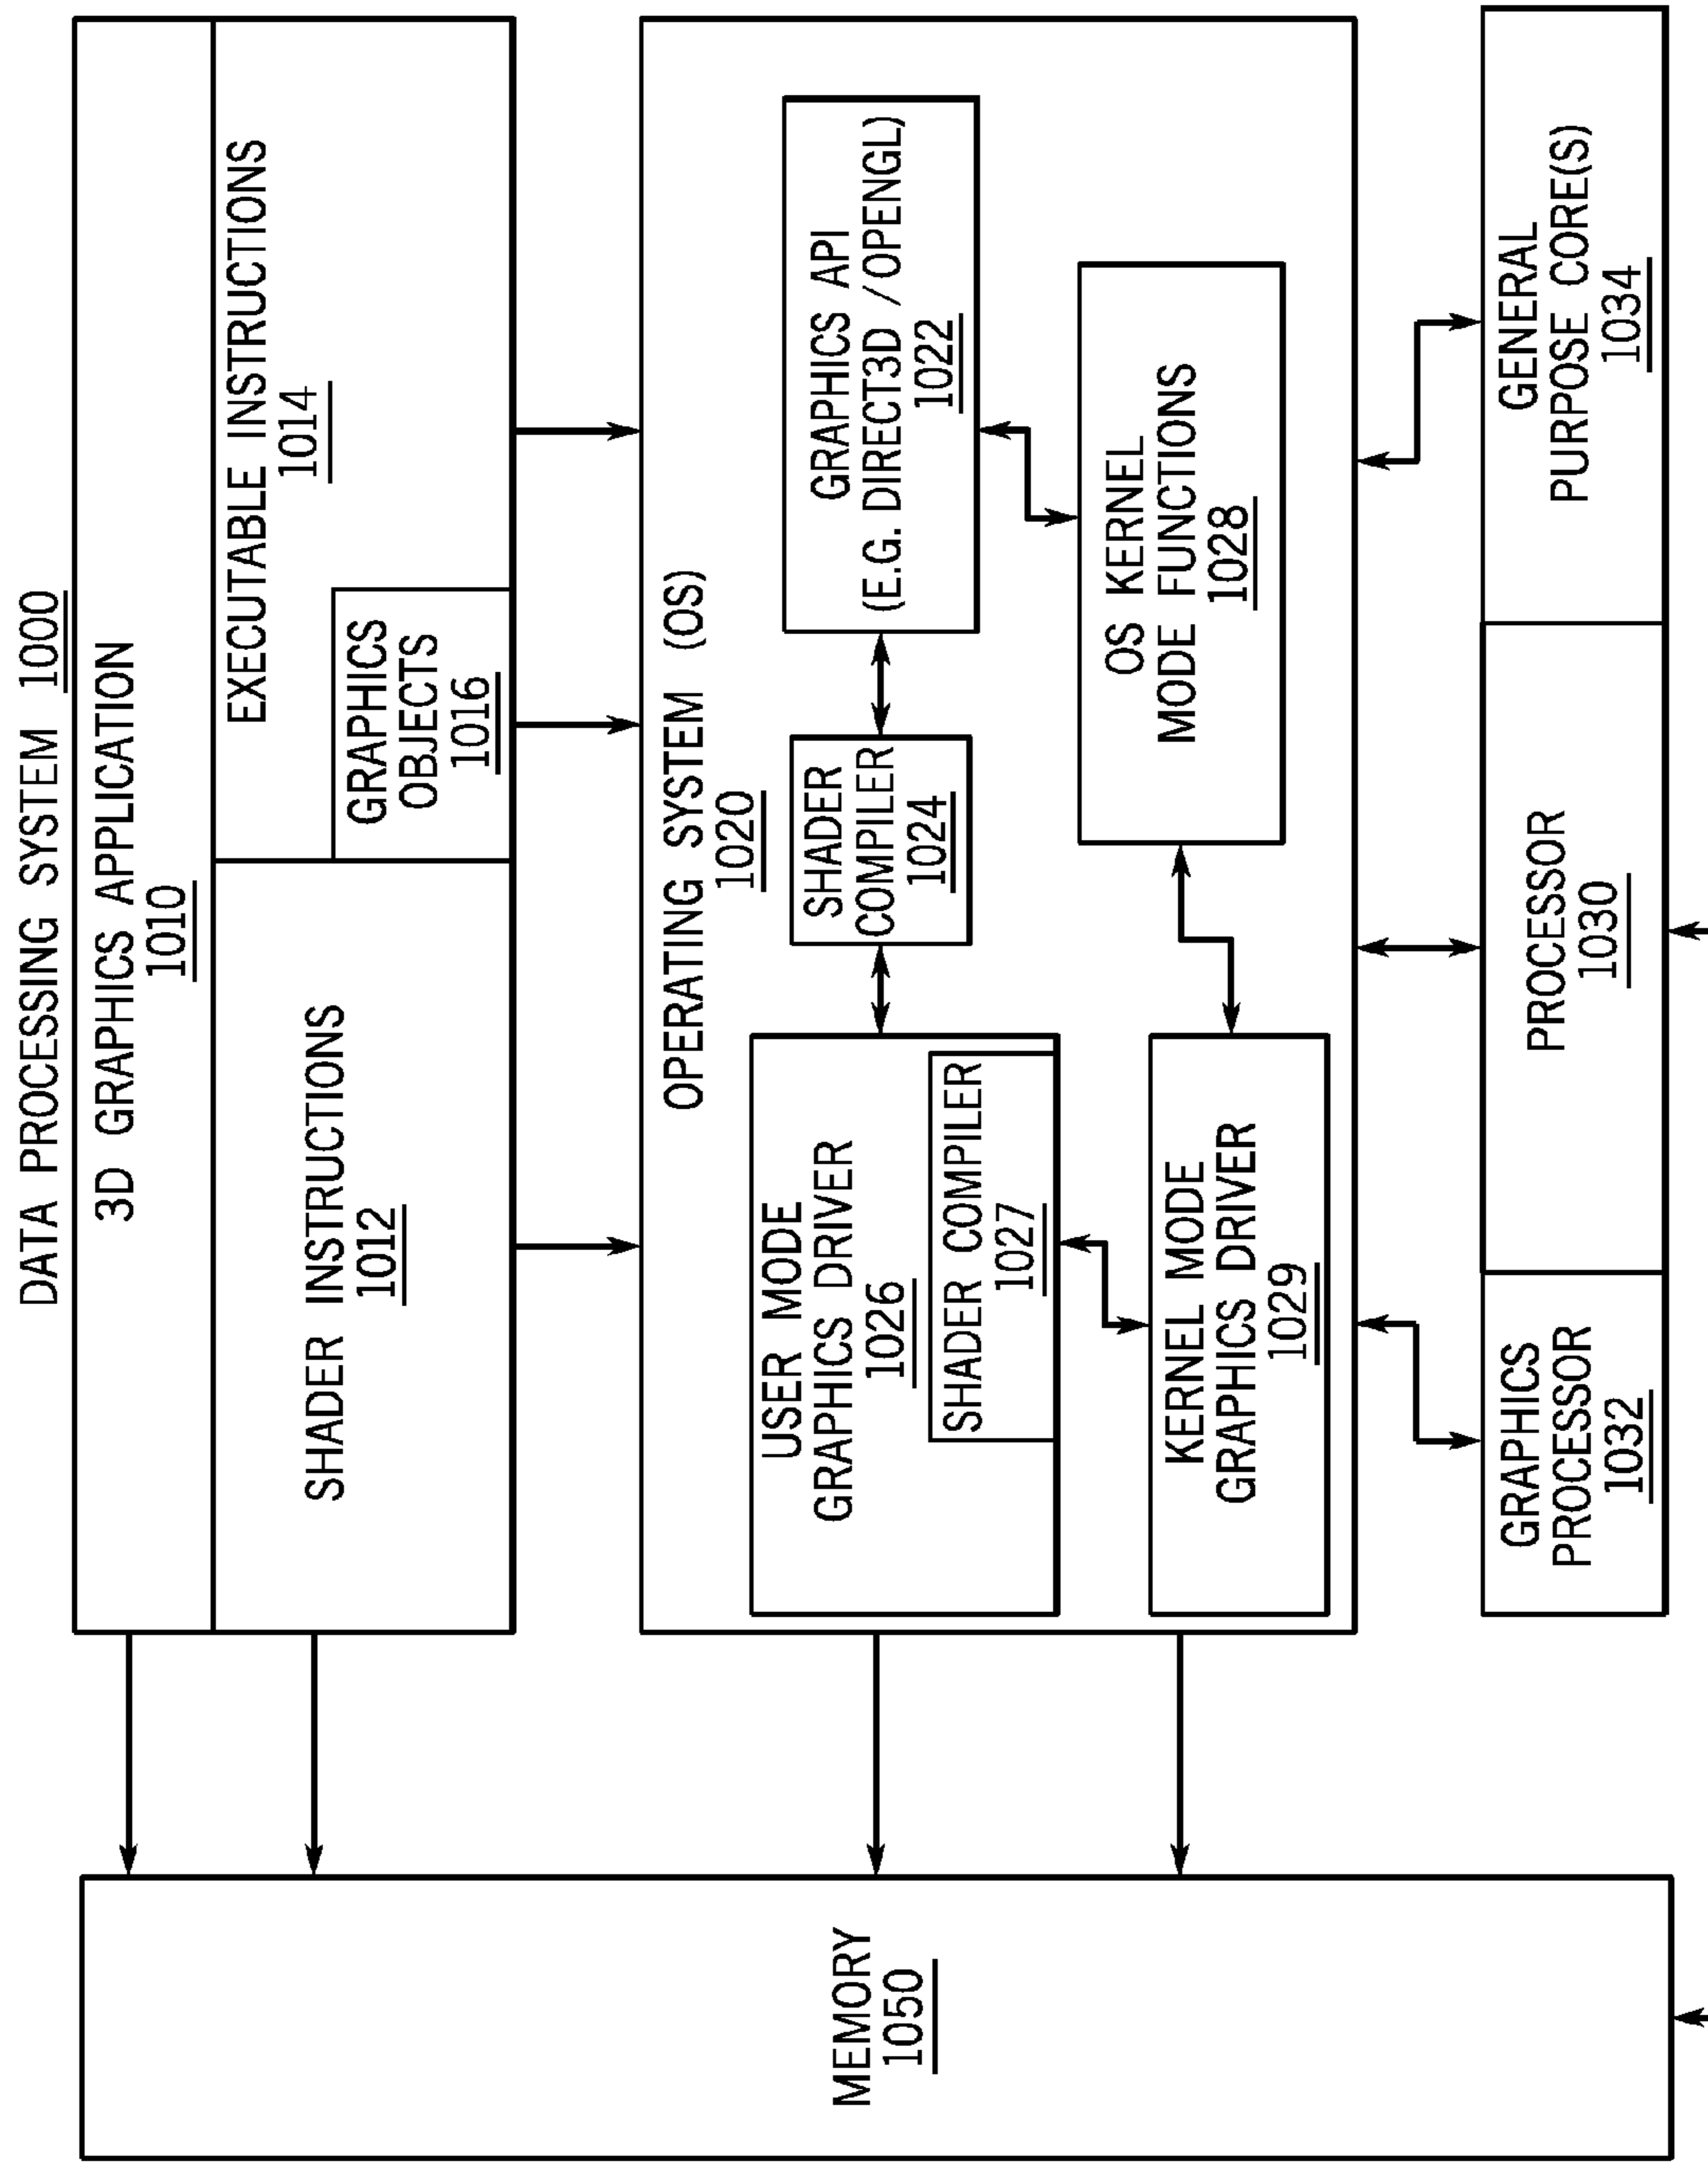 DATA PROCESSING SYSTEM 1000
3D GRAPHICS APPLICATION
1010
SHADER INSTRUCTIONS
1012
EXECUTABLE INSTRUCTIONS
1014
GRAPHICS
OBJECTS
1016
OPERATING SYSTEM (OS)
1020
USER MODE
GRAPHICS DRIVER
1026
SHADER COMPILER
1027
SHADER
COMPILER
1024
GRAPHICS API
(E.G. DIRECT3D /OPENGL)
1022
KERNEL MODE
GRAPHICS DRIVER
1029
OS KERNEL
MODE FUNCTIONS
1028
GRAPHICS
PROCESSOR
1032
PROCESSOR
1030
GENERAL
PURPOSE CORE(S)
1034
MEMORY
1050